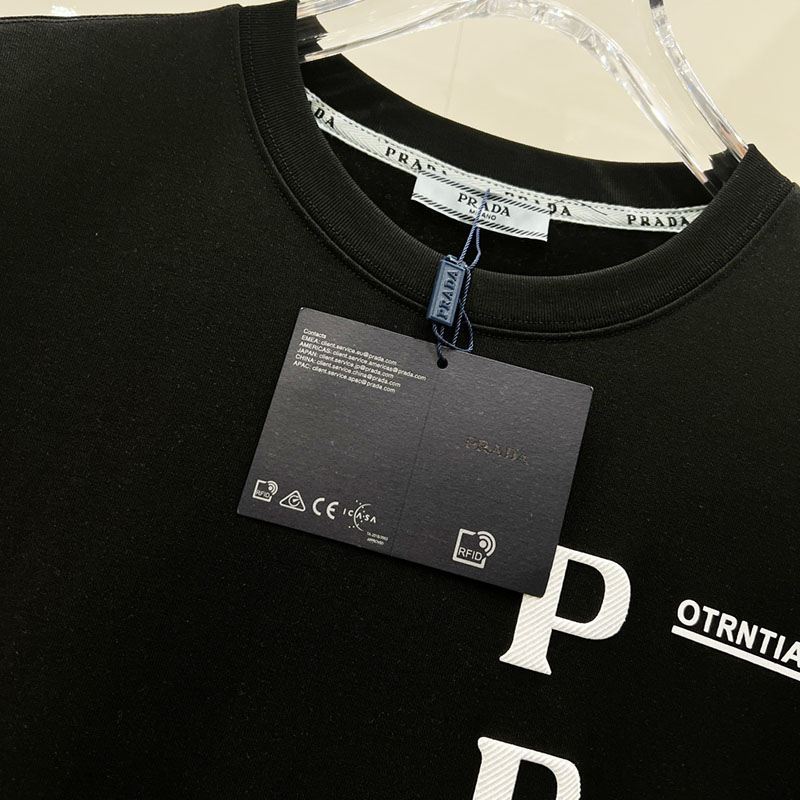 PRADA
PRADA
PRADA
PRADA
MILANO
PRADA
Contacts
EMEA: client.service.eu@prada.com
AMERICAS: client.service.americas@prada.com
JAPAN: client.service.jp@prada.com
CHINA: client.service.china@prada.com
APAC: client.service.apac@prada.com
PRADA
RFID
CE
ICASA
APPROVED
RFID
P
OTRNTIA
R